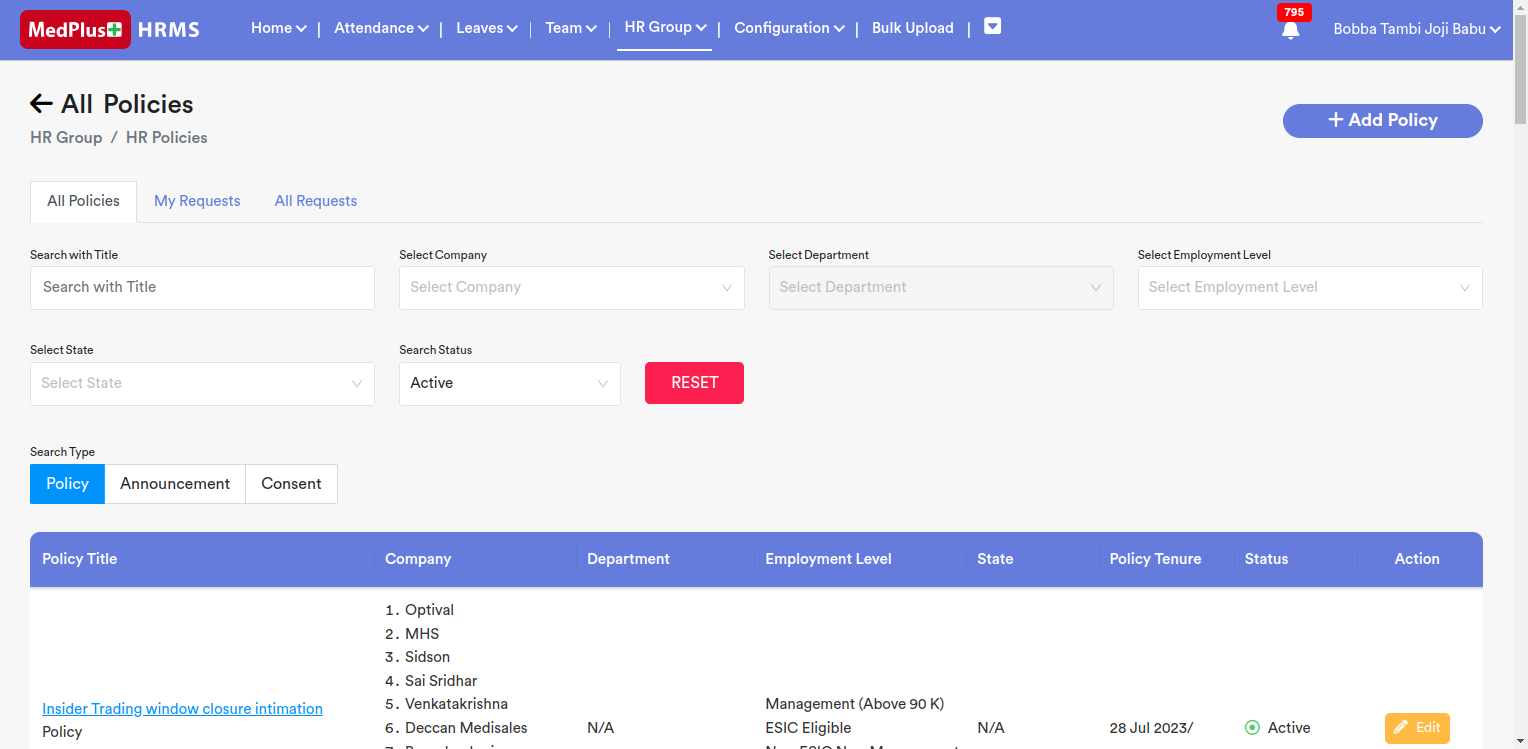 MedPlus HRMS
Home | Attendance | Leaves | Team | HR Group | Configuration | Bulk Upload |
795
Bobba Tambi Joji Babu
All Policies
HR Group / HR Policies
+ Add Policy
All Policies My Requests All Requests
Search with Title Select Company Select Department Select Employment Level
Search with Title Select Company Select Department Select Employment Level
Select State Search Status
Select State Active RESET
Search Type
Policy Announcement Consent
Policy Title Company Department Employment Level State Policy Tenure Status Action
1. Optival
2. MHS
3. Sidson
4. Sai Sridhar
5. Venkatakrishna Management (Above 90 K)
Insider Trading window closure intimation
6. Deccan Medisales N/A ESIC Eligible N/A 28 Jul 2023/ Active Edit
Policy